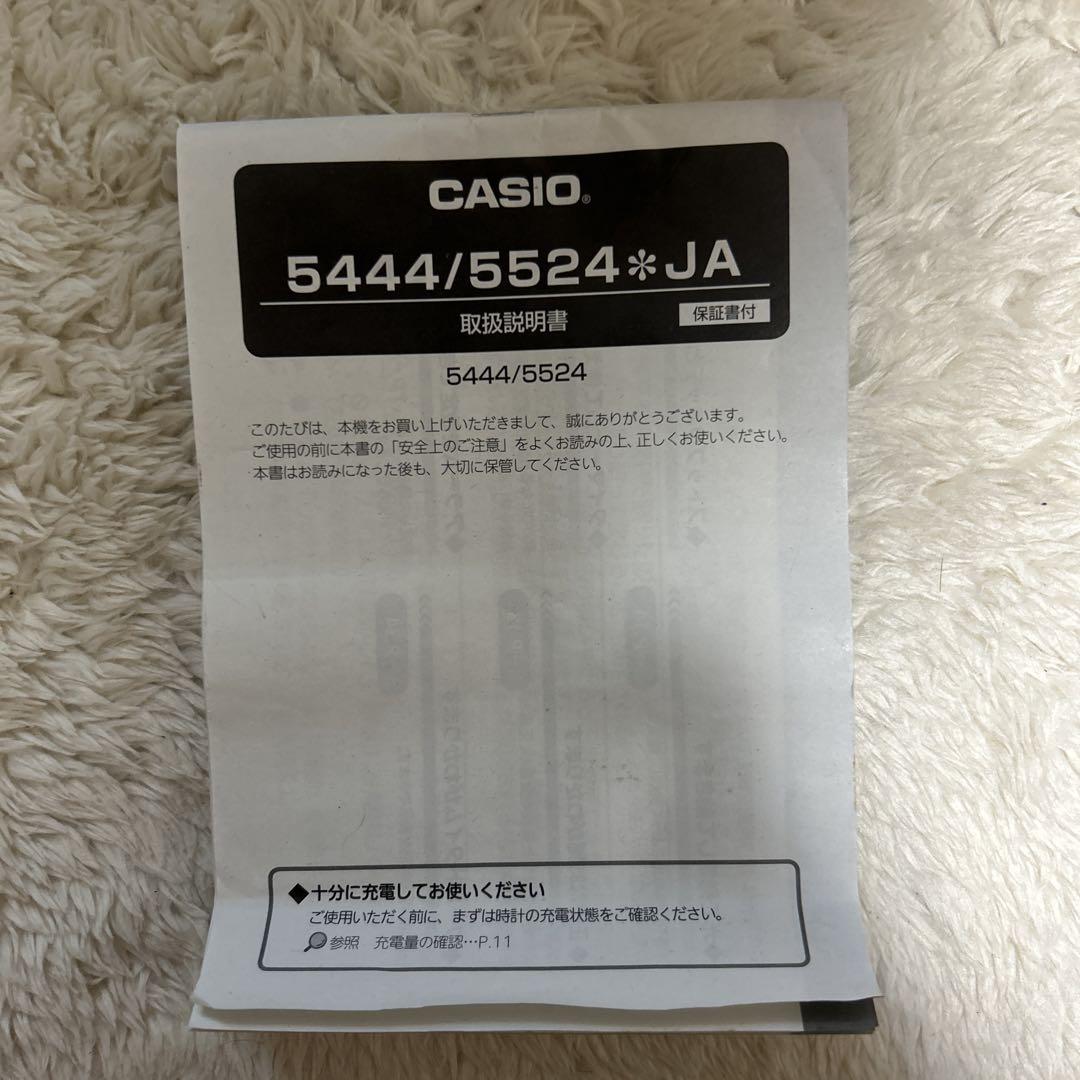 CASIO®
5444/5524＊JA
取扱説明書
保証書付
5444/5524
このたびは、本機をお買い上げいただきまして、誠にありがとうございます。
ご使用の前に本書の「安全上のご注意」をよくお読みの上、正しくお使いください。
本書はお読みになった後も、大切に保管してください。
◆十分に充電してお使いください
ご使用いただく前に、まずは時計の充電状態をご確認ください。
参照　充電量の確認…P.11